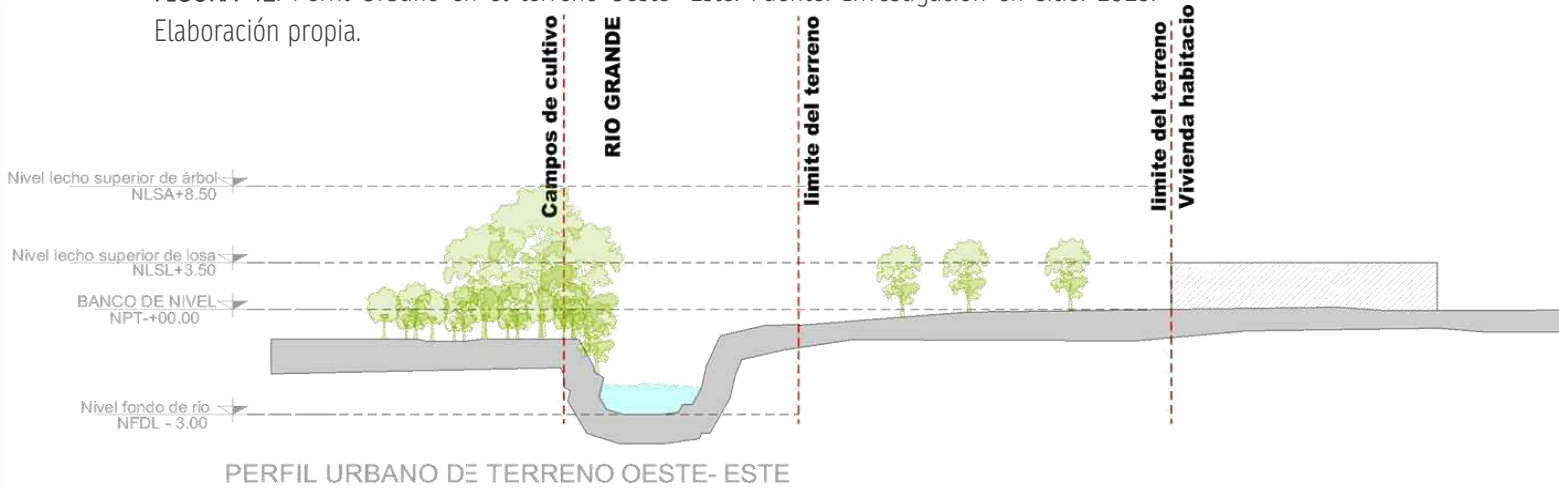 Elaboración propia.
Campos de cultivo
RIO GRANDE
limite del terreno
limite del terreno
Vivienda habitacio
Nivel lecho superior de árbol
NLSA+8.50
Nivel lecho superior de losa
NLSL+3.50
BANCO DE NIVEL
NPT-+00.00
Nivel fondo de rio
NFDL - 3.00
PERFIL URBANO DE TERRENO OESTE- ESTE